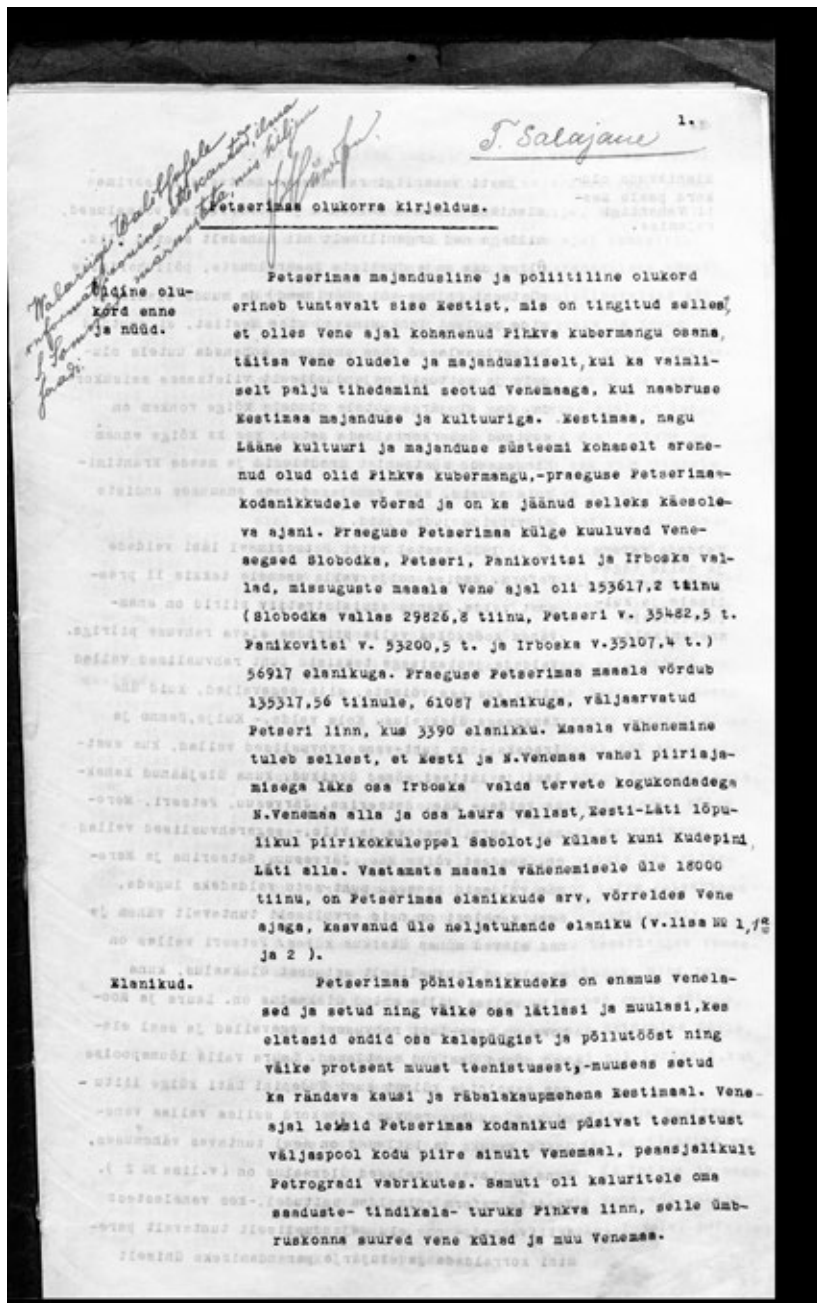 1.
T. Salajane
Petserimaa olukorra kirjeldus.
Üldine olu-
kord enne
ja nüüd.
Petserimaa majandusline ja poliitiline olukord
erineb tuntavalt sise Eestist, mis on tingitud sellest,
et olles Vene ajal kohanenud Pihkva kubermangu osana,
täitsa Vene oludele ja majandusliselt, kui ka vaimli-
selt palju tihedamini seotud Venemaaga, kui naabruse
Eestimaa majanduse ja kultuuriga. Eestimaa, nagu
Lääne kultuuri ja majanduse süsteemi kohaselt arene-
nud olud olid Pihkva kubermangu,-praeguse Petserimaa-
kodanikkudele võerad ja on ka jäänud selleks käesole-
va ajani. Praeguse Petserimaa külge kuuluvad Vene-
aegsed Slobodka, Petseri, Panikovitsi ja Irboska val-
lad, missuguste maaala Vene ajal oli 153617,2 tiinu
(Slobodka vallas 29826,8 tiinu, Petseri v. 35482,5 t.
Panikovitsi v. 53200,5 t. ja Irboska v.35107,4 t.)
56917 elanikuga. Praeguse Petserimaa maaala võrdub
135317,56 tiinule, 61087 elanikuga, väljaarvatud
Petseri linn, kus 3390 elanikku. Maaala vähenemine
tuleb sellest, et Eesti ja N.Venemaa vahel piiriaja-
misega läks osa Irboska valda tervete kogukondadega
N.Venemaa alla ja osa Laura vallast, Eesti-Läti lõpu-
likul piirikokkuleppel Sabolotje külast kuni Kudepini,
Läti alla. Vaatamata maaala vähenemisele üle 18000
tiinu, on Petserimaa elanikkude arv, võrreldes Vene
ajaga, kasvanud üle neljatuhande elaniku (v.lisa № 1,1a
ja 2 ).
Elanikud.
Petserimaa põhielanikkudeks on enamus venela-
sed ja setud ning väike osa lätlasi ja muulasi,kes
elatasid endid osa kalapüügist ja põllutööst ning
väike protsent muust teenistusest,-muuseas setud
ka rändava kausi ja räbalakaupmehena Eestimaal. Vene-
ajal leidsid Petserimaa kodanikud püsivat teenistust
väljaspool kodu piire ainult Venemaal, peaasjalikult
Petrogradi vabrikutes. Samuti oli kaluritele oma
saaduste- tindikala- turuks Pihkva linn, selle ümb-
ruskonna suured vene külad ja muu Venemaa.